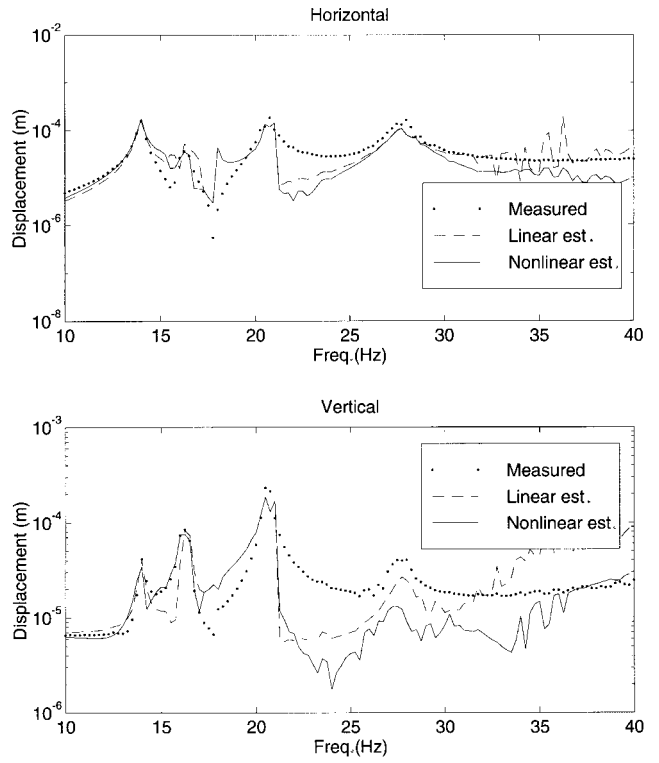 Horizontal
10^-2
10^-4
10^-6
10^-8
Displacement (m)
Measured
Linear est.
Nonlinear est.
10 15 20 25 30 35 40
Freq.(Hz)
Vertical
10^-3
10^-4
10^-5
10^-6
Displacement (m)
Measured
Linear est.
Nonlinear est.
10 15 20 25 30 35 40
Freq.(Hz)